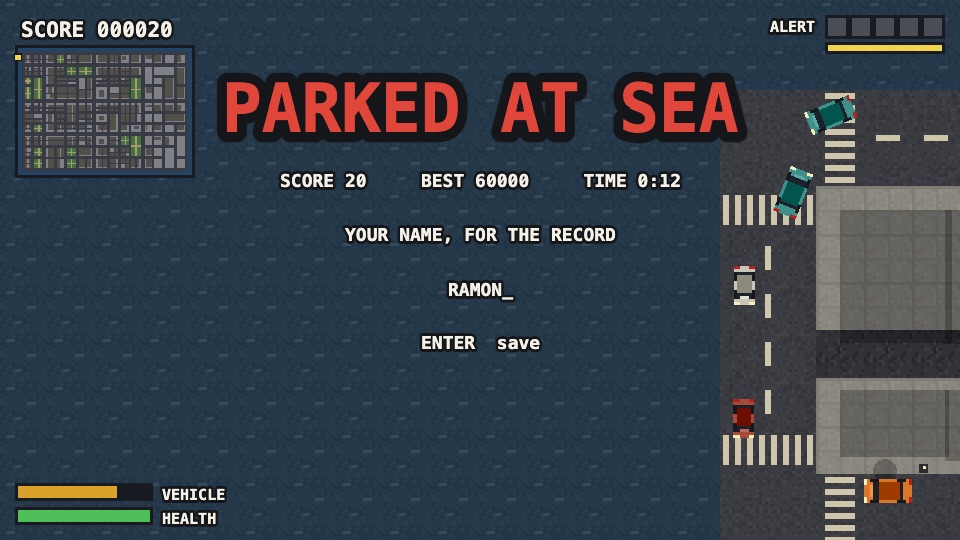 SCORE 000020
ALERT
PARKED AT SEA
SCORE 20 BEST 60000 TIME 0:12
YOUR NAME, FOR THE RECORD
RAMON_
ENTER save
VEHICLE
HEALTH